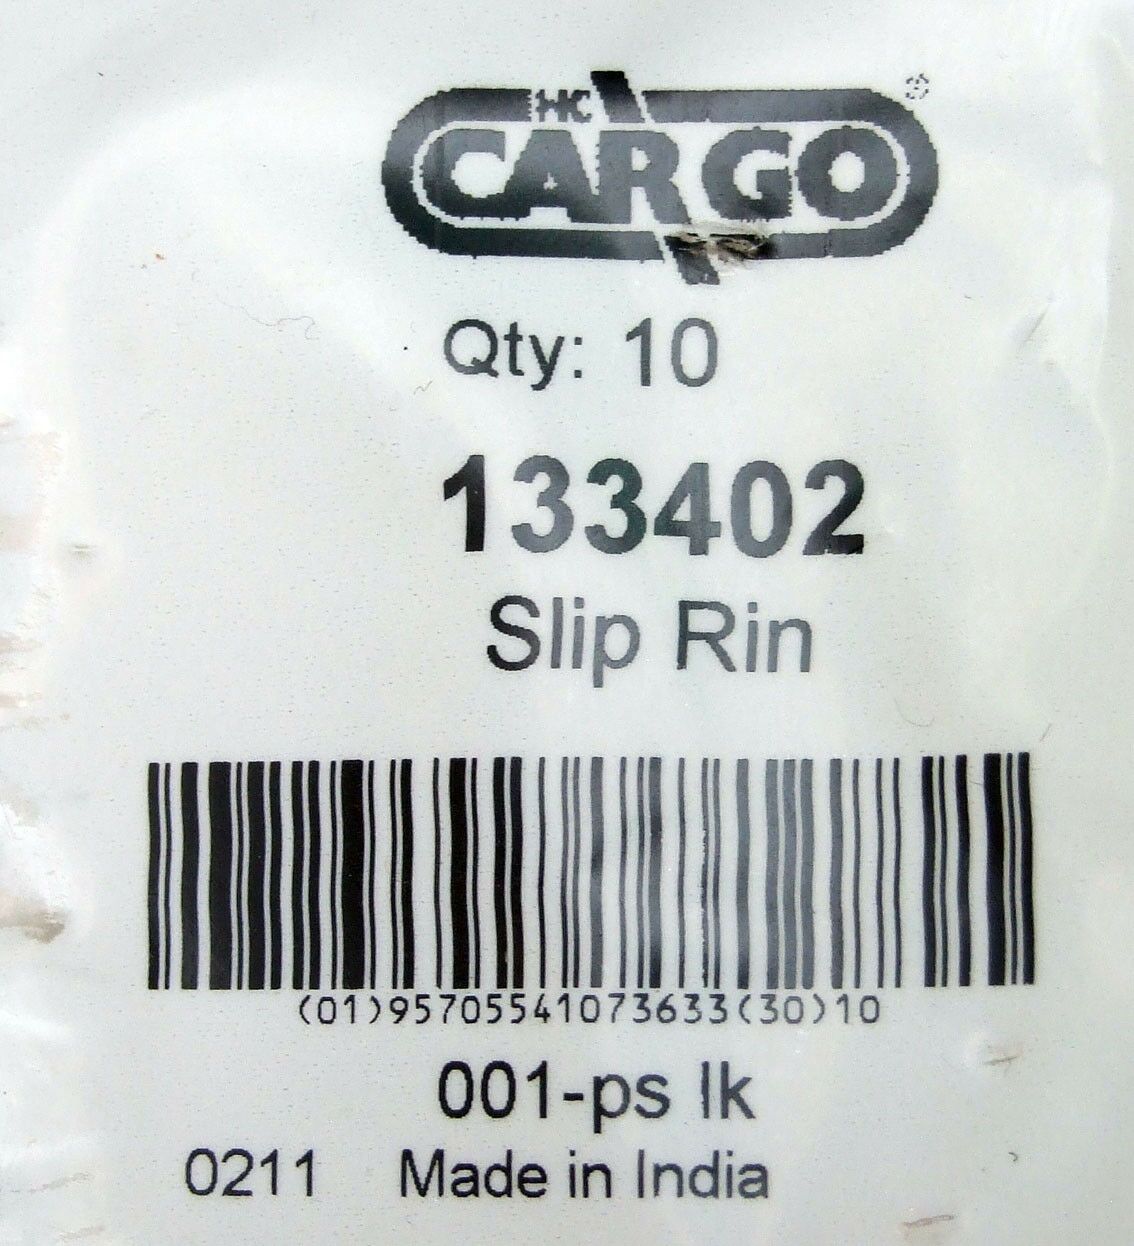 HC
CARGO®
Qty: 10
133402
Slip Rin
(01)95705541073633(30)10
001-ps lk
0211 Made in India